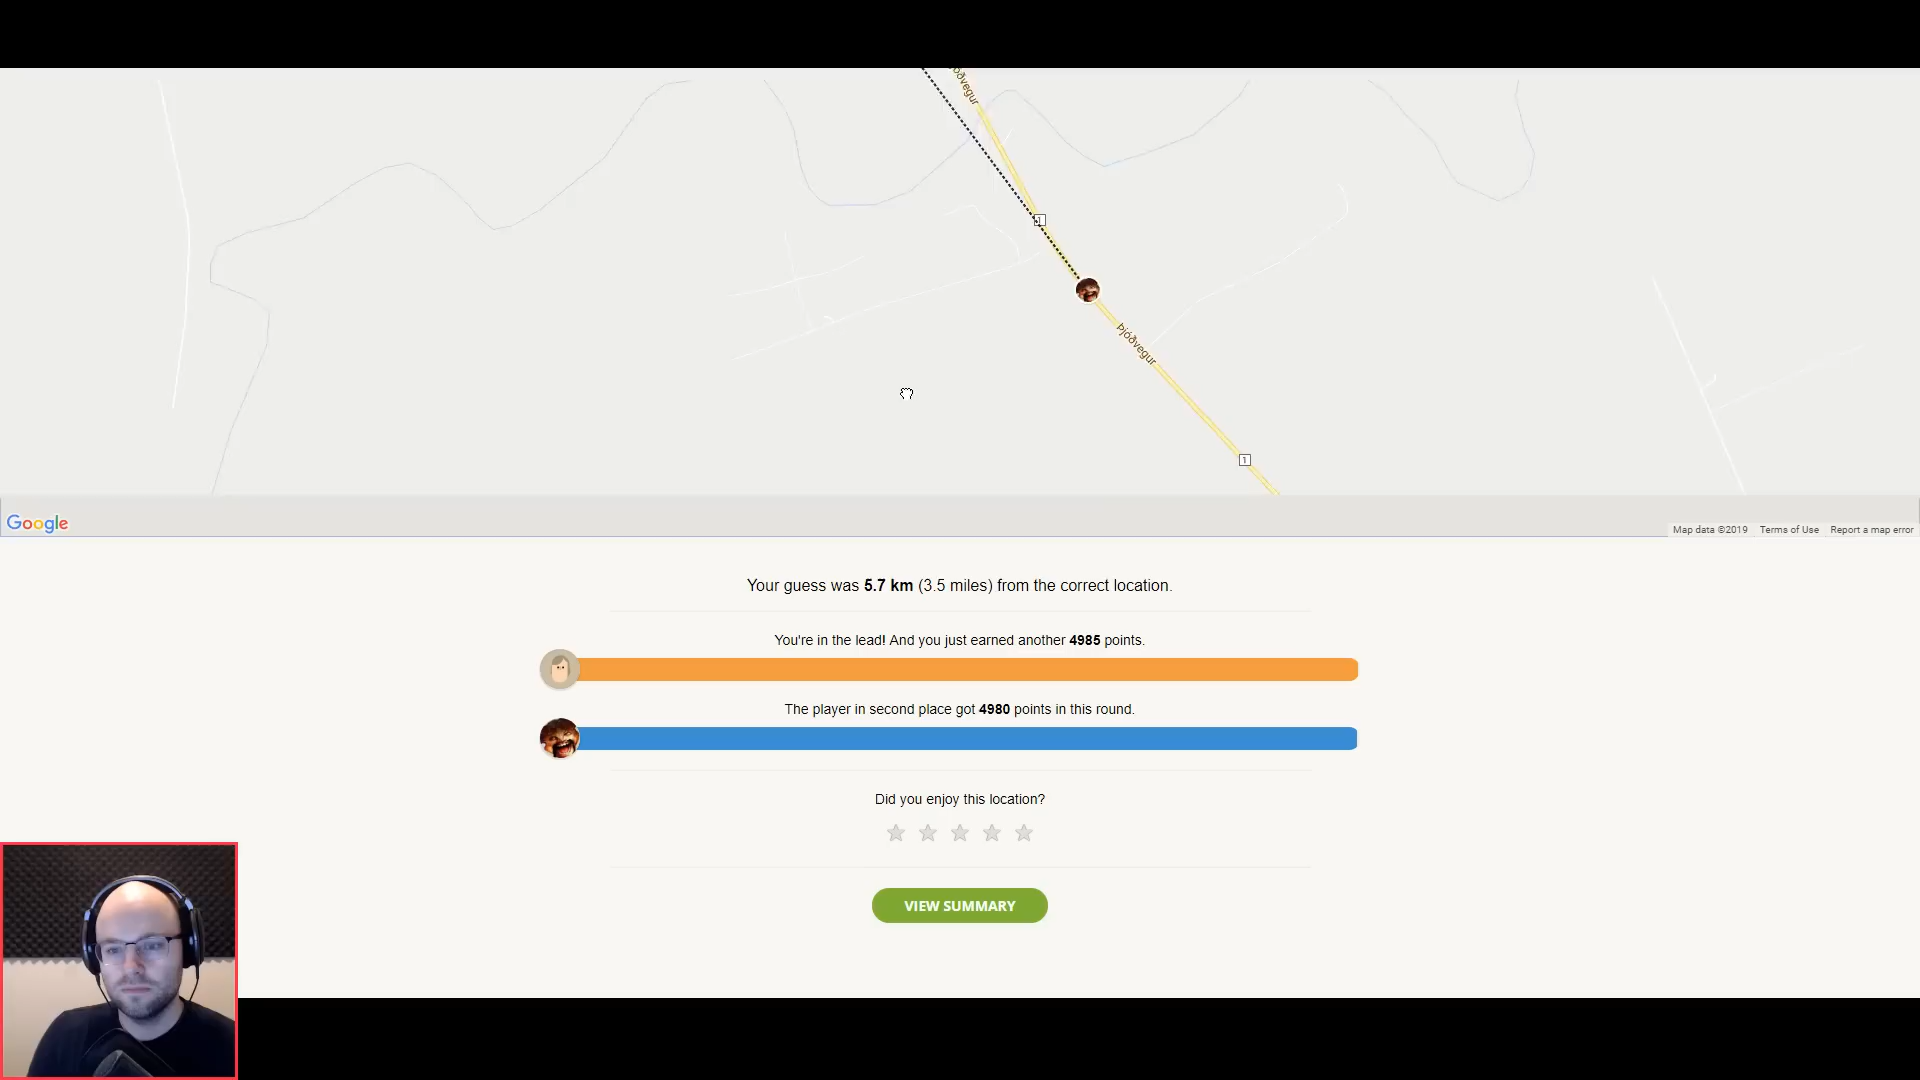 Þjóðvegur
1
Þjóðvegur
1
Google
Map data ©2019 Terms of Use Report a map error
Your guess was 5.7 km (3.5 miles) from the correct location.
You're in the lead! And you just earned another 4985 points.
The player in second place got 4980 points in this round.
Did you enjoy this location?
VIEW SUMMARY